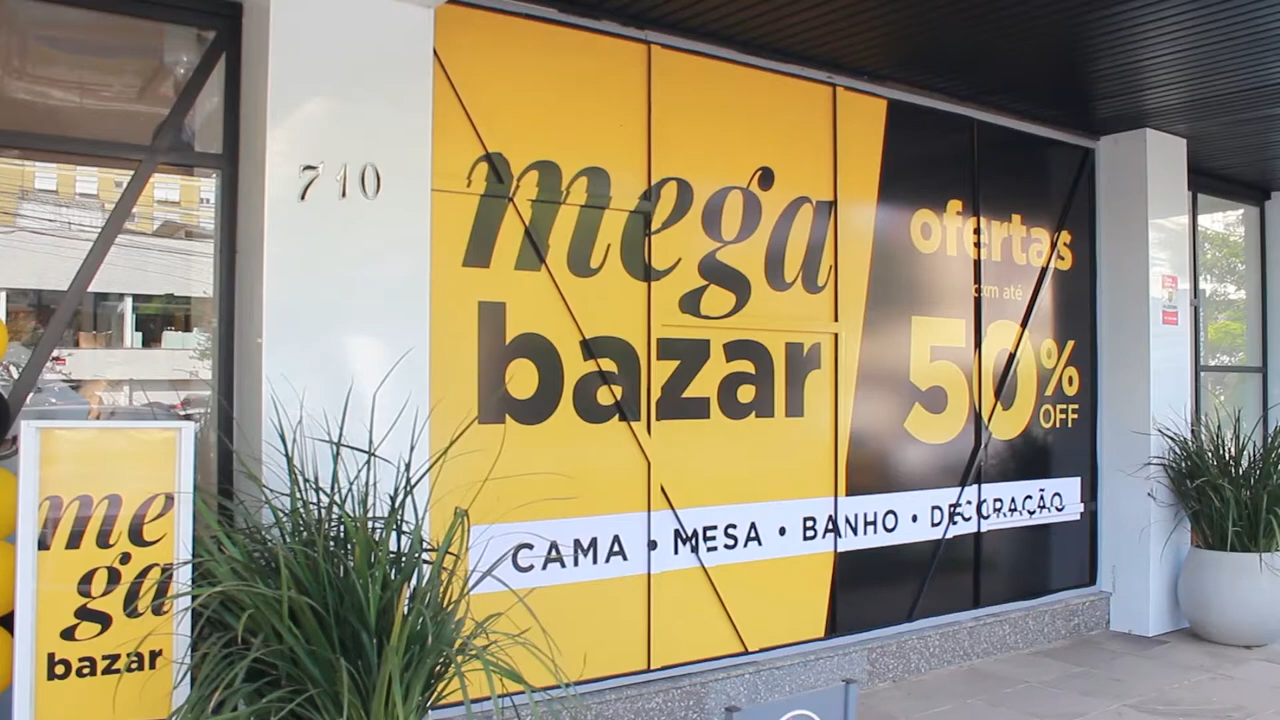 710
mega
bazar
ofertas
com até
50%
OFF
CAMA • MESA • BANHO • DECORAÇÃO
me
ga
bazar